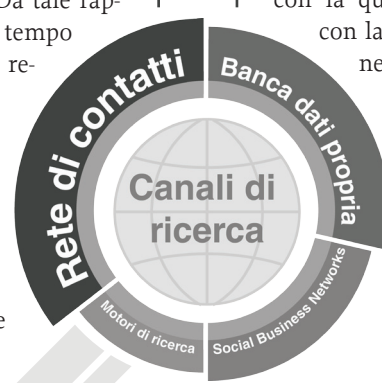 Da tale rap-
tempo
re-
con la qu
con la
ne
Rete di contatti
Banca dati propria
Canali di
ricerca
Motori di ricerca
Social Business Networks
e